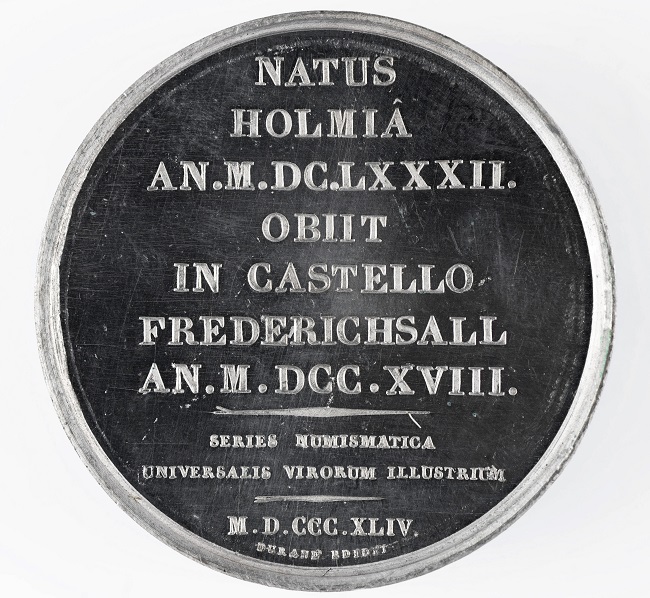 NATUS
HOLMIÂ
AN.M.DC.LXXXII.
OBIIT
IN CASTELLO
FREDERICHSALL
AN.M.DCC.XVIII.
SERIES NUMISMATICA
UNIVERSALIS VIRORUM ILLUSTRIUM
M.D.CCC.XLIV.
DURAND EDIDIT